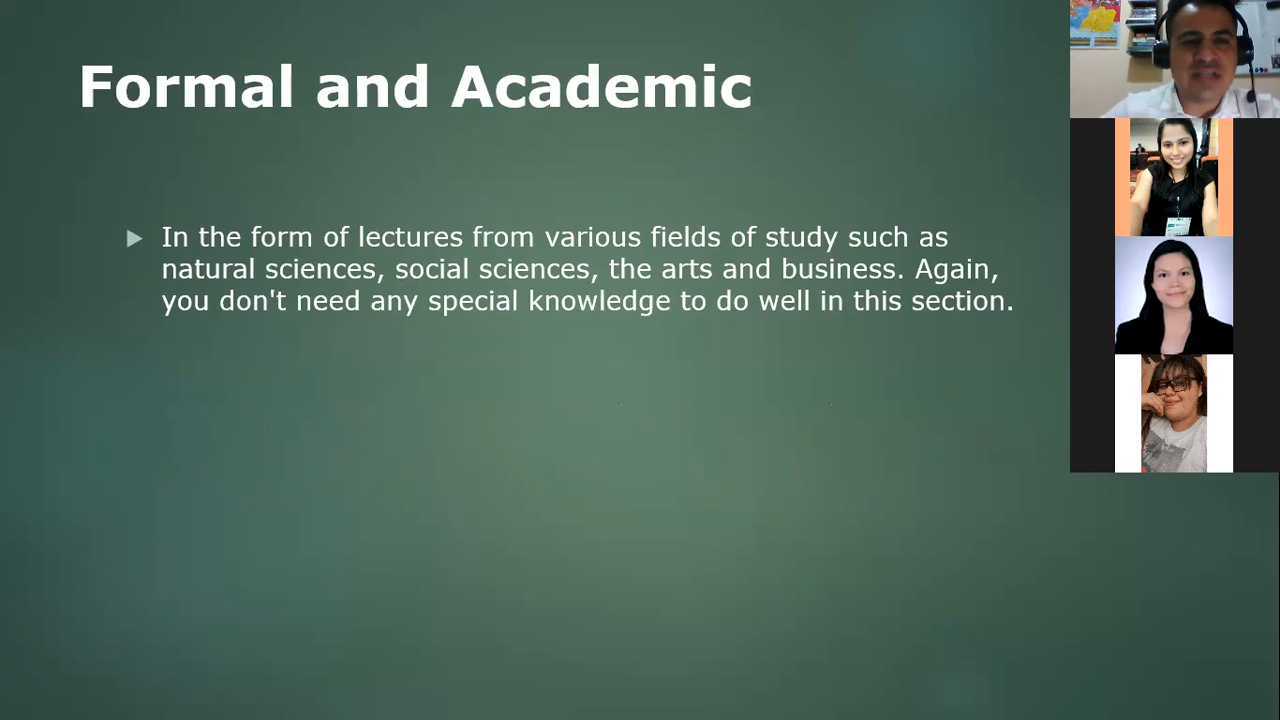 Formal and Academic
In the form of lectures from various fields of study such as
natural sciences, social sciences, the arts and business. Again,
you don't need any special knowledge to do well in this section.